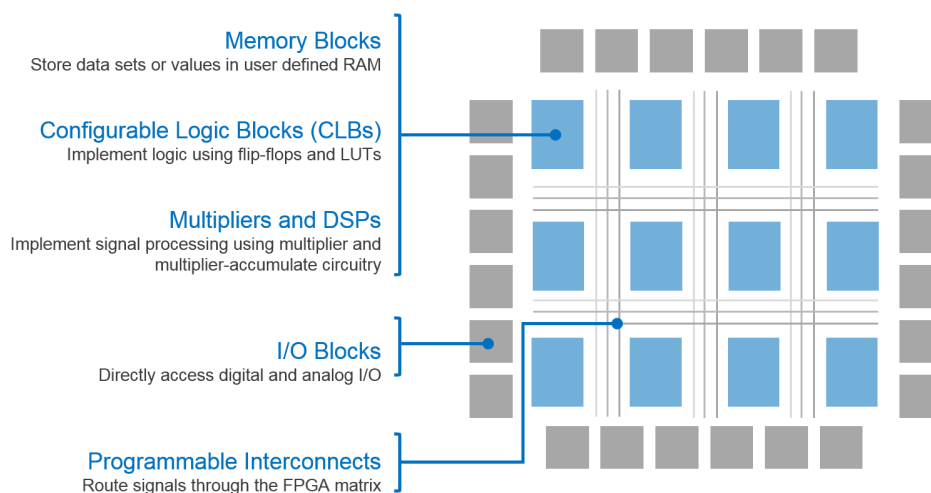 Memory Blocks
Store data sets or values in user defined RAM
Configurable Logic Blocks (CLBs)
Implement logic using flip-flops and LUTs
Multipliers and DSPs
Implement signal processing using multiplier and
multiplier-accumulate circuitry
I/O Blocks
Directly access digital and analog I/O
Programmable Interconnects
Route signals through the FPGA matrix